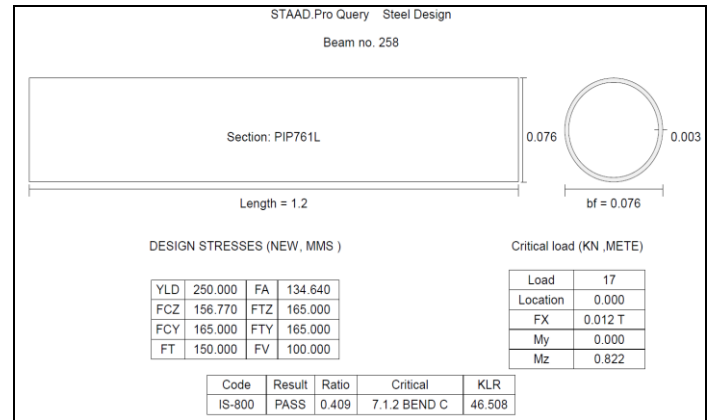 STAAD.Pro Query Steel Design
Beam no. 258
Section: PIP761L
0.076
0.003
Length = 1.2
bf = 0.076
DESIGN STRESSES (NEW, MMS )
YLD 250.000 FA 134.640
FCZ 156.770 FTZ 165.000
FCY 165.000 FTY 165.000
FT 150.000 FV 100.000
Critical load (KN ,METE)
Load 17
Location 0.000
FX 0.012 T
My 0.000
Mz 0.822
Code Result Ratio Critical KLR
IS-800 PASS 0.409 7.1.2 BEND C 46.508